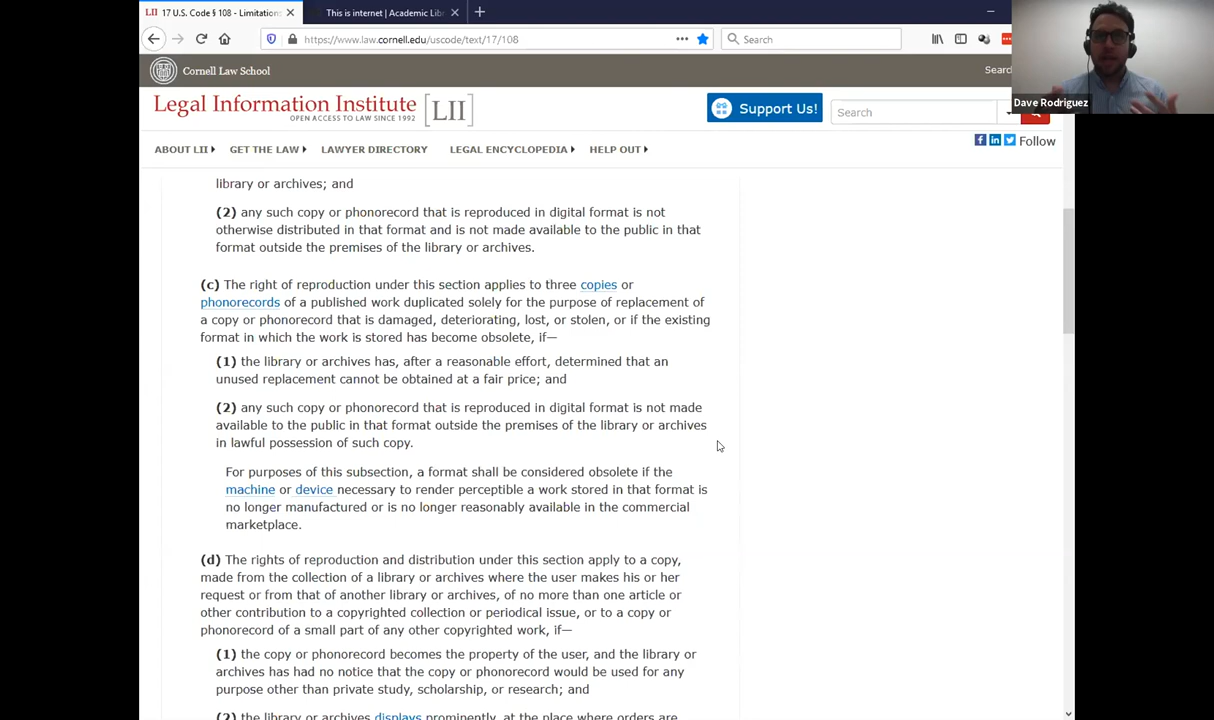 LII 17 U.S. Code § 108 - Limitations
This is internet | Academic Libr
https://www.law.cornell.edu/uscode/text/17/108
Search
Cornell Law School
Searc
Dave Rodriguez
Legal Information Institute [LII]
OPEN ACCESS TO LAW SINCE 1992
Support Us!
Search
Follow
ABOUT LII
GET THE LAW
LAWYER DIRECTORY
LEGAL ENCYCLOPEDIA
HELP OUT
library or archives; and
(2) any such copy or phonorecord that is reproduced in digital format is not
otherwise distributed in that format and is not made available to the public in that
format outside the premises of the library or archives.
(c) The right of reproduction under this section applies to three copies or
phonorecords of a published work duplicated solely for the purpose of replacement of
a copy or phonorecord that is damaged, deteriorating, lost, or stolen, or if the existing
format in which the work is stored has become obsolete, if—
(1) the library or archives has, after a reasonable effort, determined that an
unused replacement cannot be obtained at a fair price; and
(2) any such copy or phonorecord that is reproduced in digital format is not made
available to the public in that format outside the premises of the library or archives
in lawful possession of such copy.
For purposes of this subsection, a format shall be considered obsolete if the
machine or device necessary to render perceptible a work stored in that format is
no longer manufactured or is no longer reasonably available in the commercial
marketplace.
(d) The rights of reproduction and distribution under this section apply to a copy,
made from the collection of a library or archives where the user makes his or her
request or from that of another library or archives, of no more than one article or
other contribution to a copyrighted collection or periodical issue, or to a copy or
phonorecord of a small part of any other copyrighted work, if—
(1) the copy or phonorecord becomes the property of the user, and the library or
archives has had no notice that the copy or phonorecord would be used for any
purpose other than private study, scholarship, or research; and
(2) the library or archives displays prominently, at the place where orders are